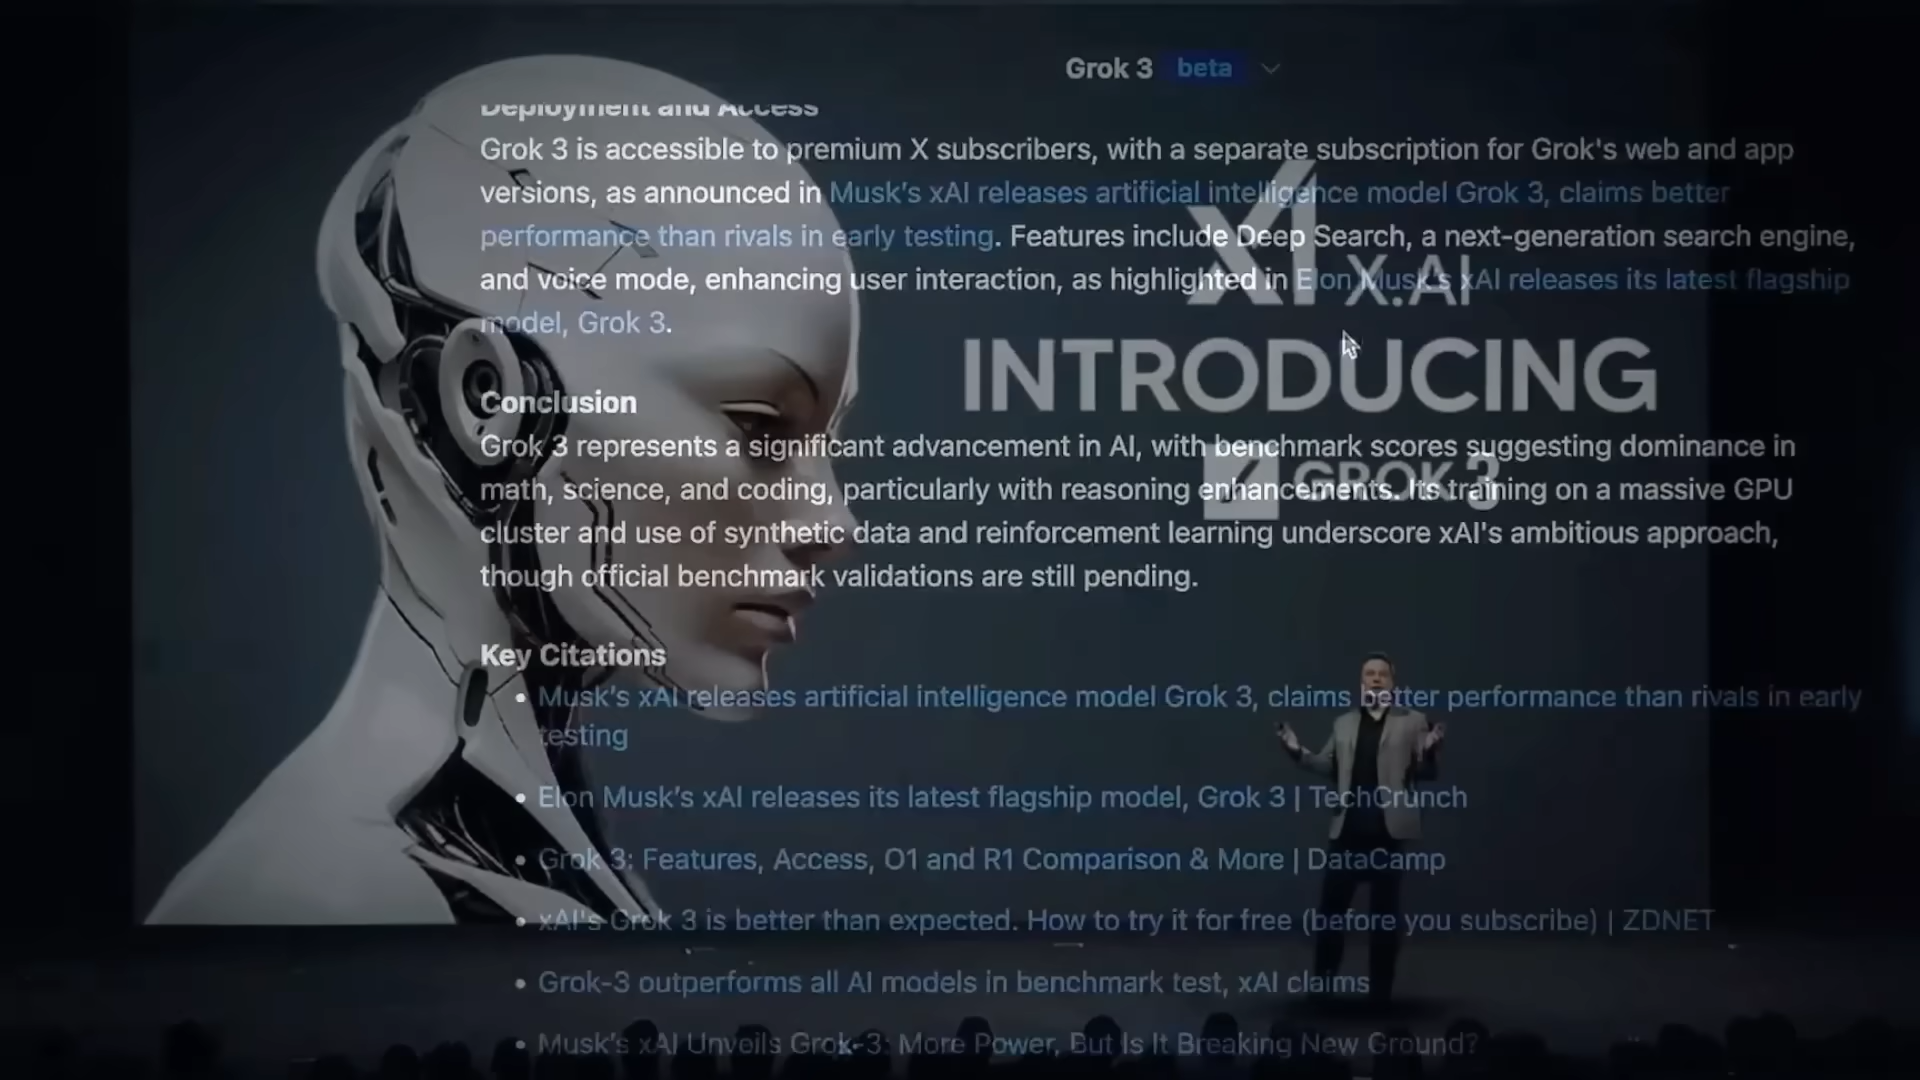 Grok 3 beta
Deployment and Access
Grok 3 is accessible to premium X subscribers, with a separate subscription for Grok's web and app
versions, as announced in Musk's xAI releases artificial intelligence model Grok 3, claims better
performance than rivals in early testing. Features include Deep Search, a next-generation search engine,
and voice mode, enhancing user interaction, as highlighted in Elon Musk's xAI releases its latest flagship
model, Grok 3.
xI X.AI
INTRODUCING
GROK 3
Conclusion
Grok 3 represents a significant advancement in AI, with benchmark scores suggesting dominance in
math, science, and coding, particularly with reasoning enhancements. Its training on a massive GPU
cluster and use of synthetic data and reinforcement learning underscore xAI's ambitious approach,
though official benchmark validations are still pending.
Key Citations
• Musk's xAI releases artificial intelligence model Grok 3, claims better performance than rivals in early
testing
• Elon Musk's xAI releases its latest flagship model, Grok 3 | TechCrunch
• Grok 3: Features, Access, O1 and R1 Comparison & More | DataCamp
• xAI's Grok 3 is better than expected. How to try it for free (before you subscribe) | ZDNET
• Grok-3 outperforms all AI models in benchmark test, xAI claims
• Musk's xAI Unveils Grok-3: More Power, But Is It Breaking New Ground?